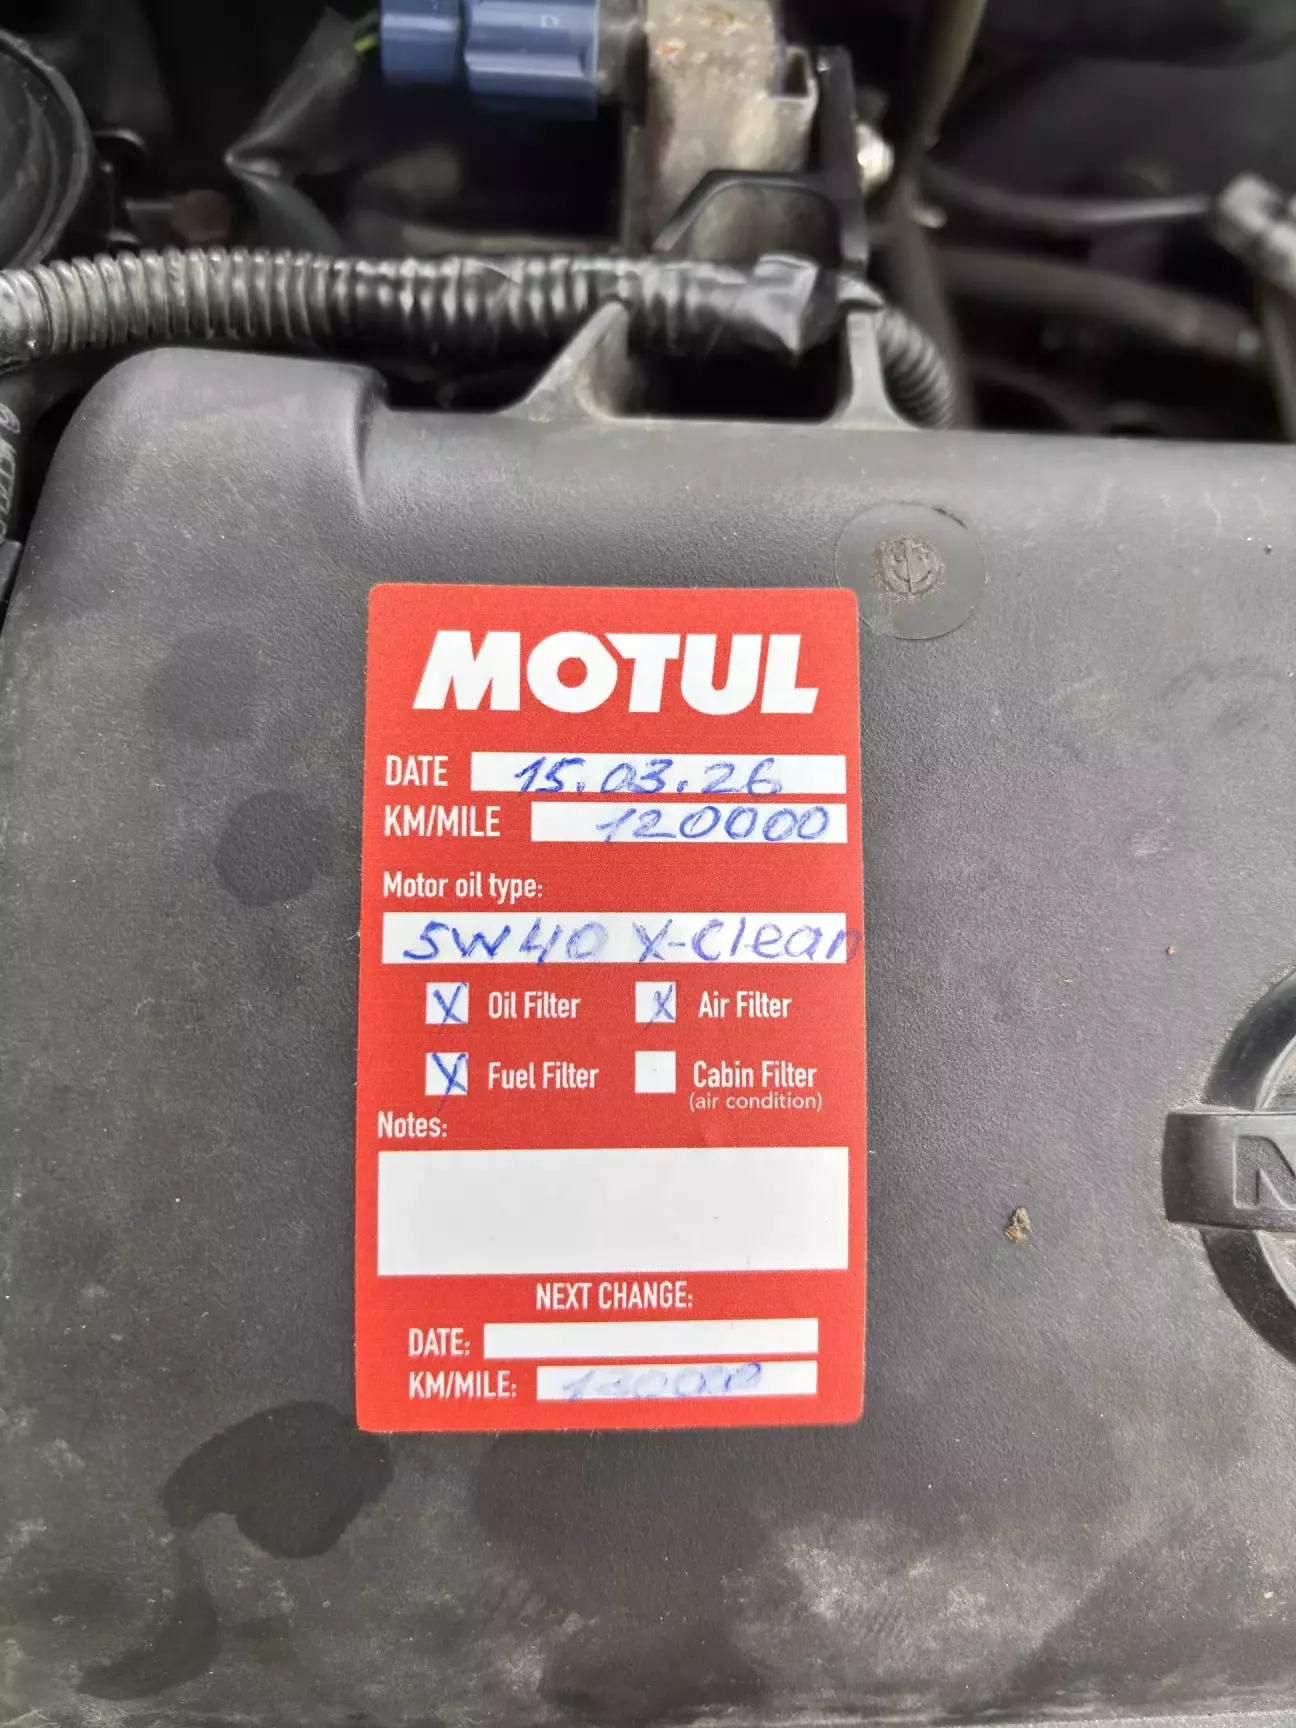 MOTUL
DATE 15.03.26
KM/MILE 120000
Motor oil type:
5W40 X-Clean
X Oil Filter X Air Filter
X Fuel Filter Cabin Filter
(air condition)
Notes:
NEXT CHANGE:
DATE:
KM/MILE: